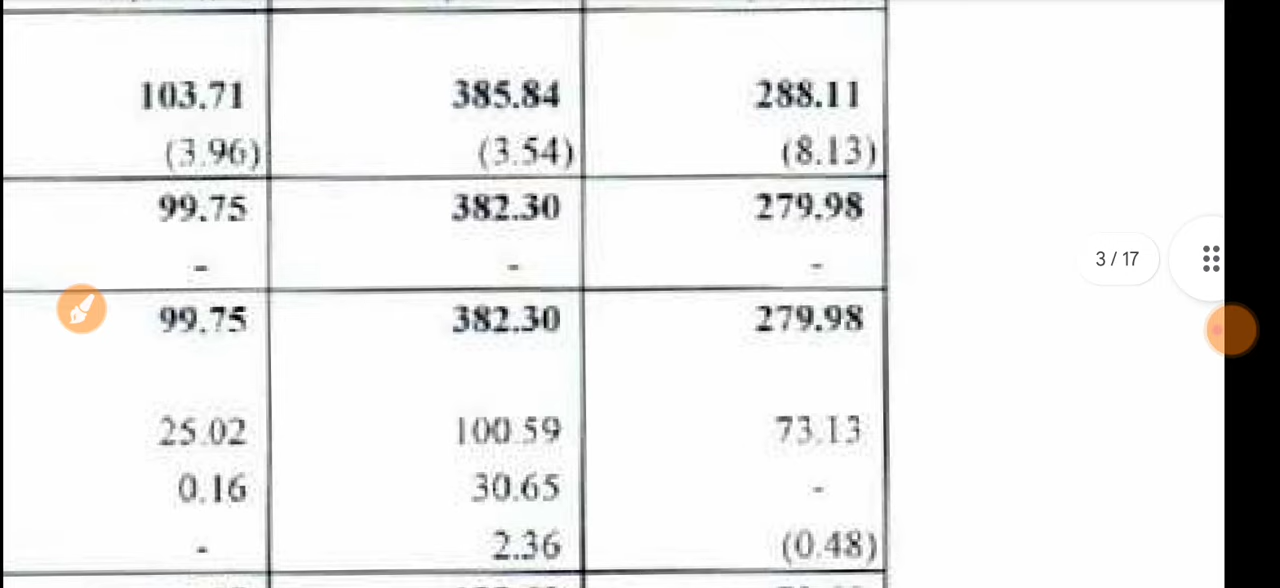 103.71 385.84 288.11
(3.96) (3.54) (8.13)
99.75 382.30 279.98
- - -
3 / 17
99.75 382.30 279.98
25.02 100.59 73.13
0.16 30.65 -
- 2.36 (0.48)